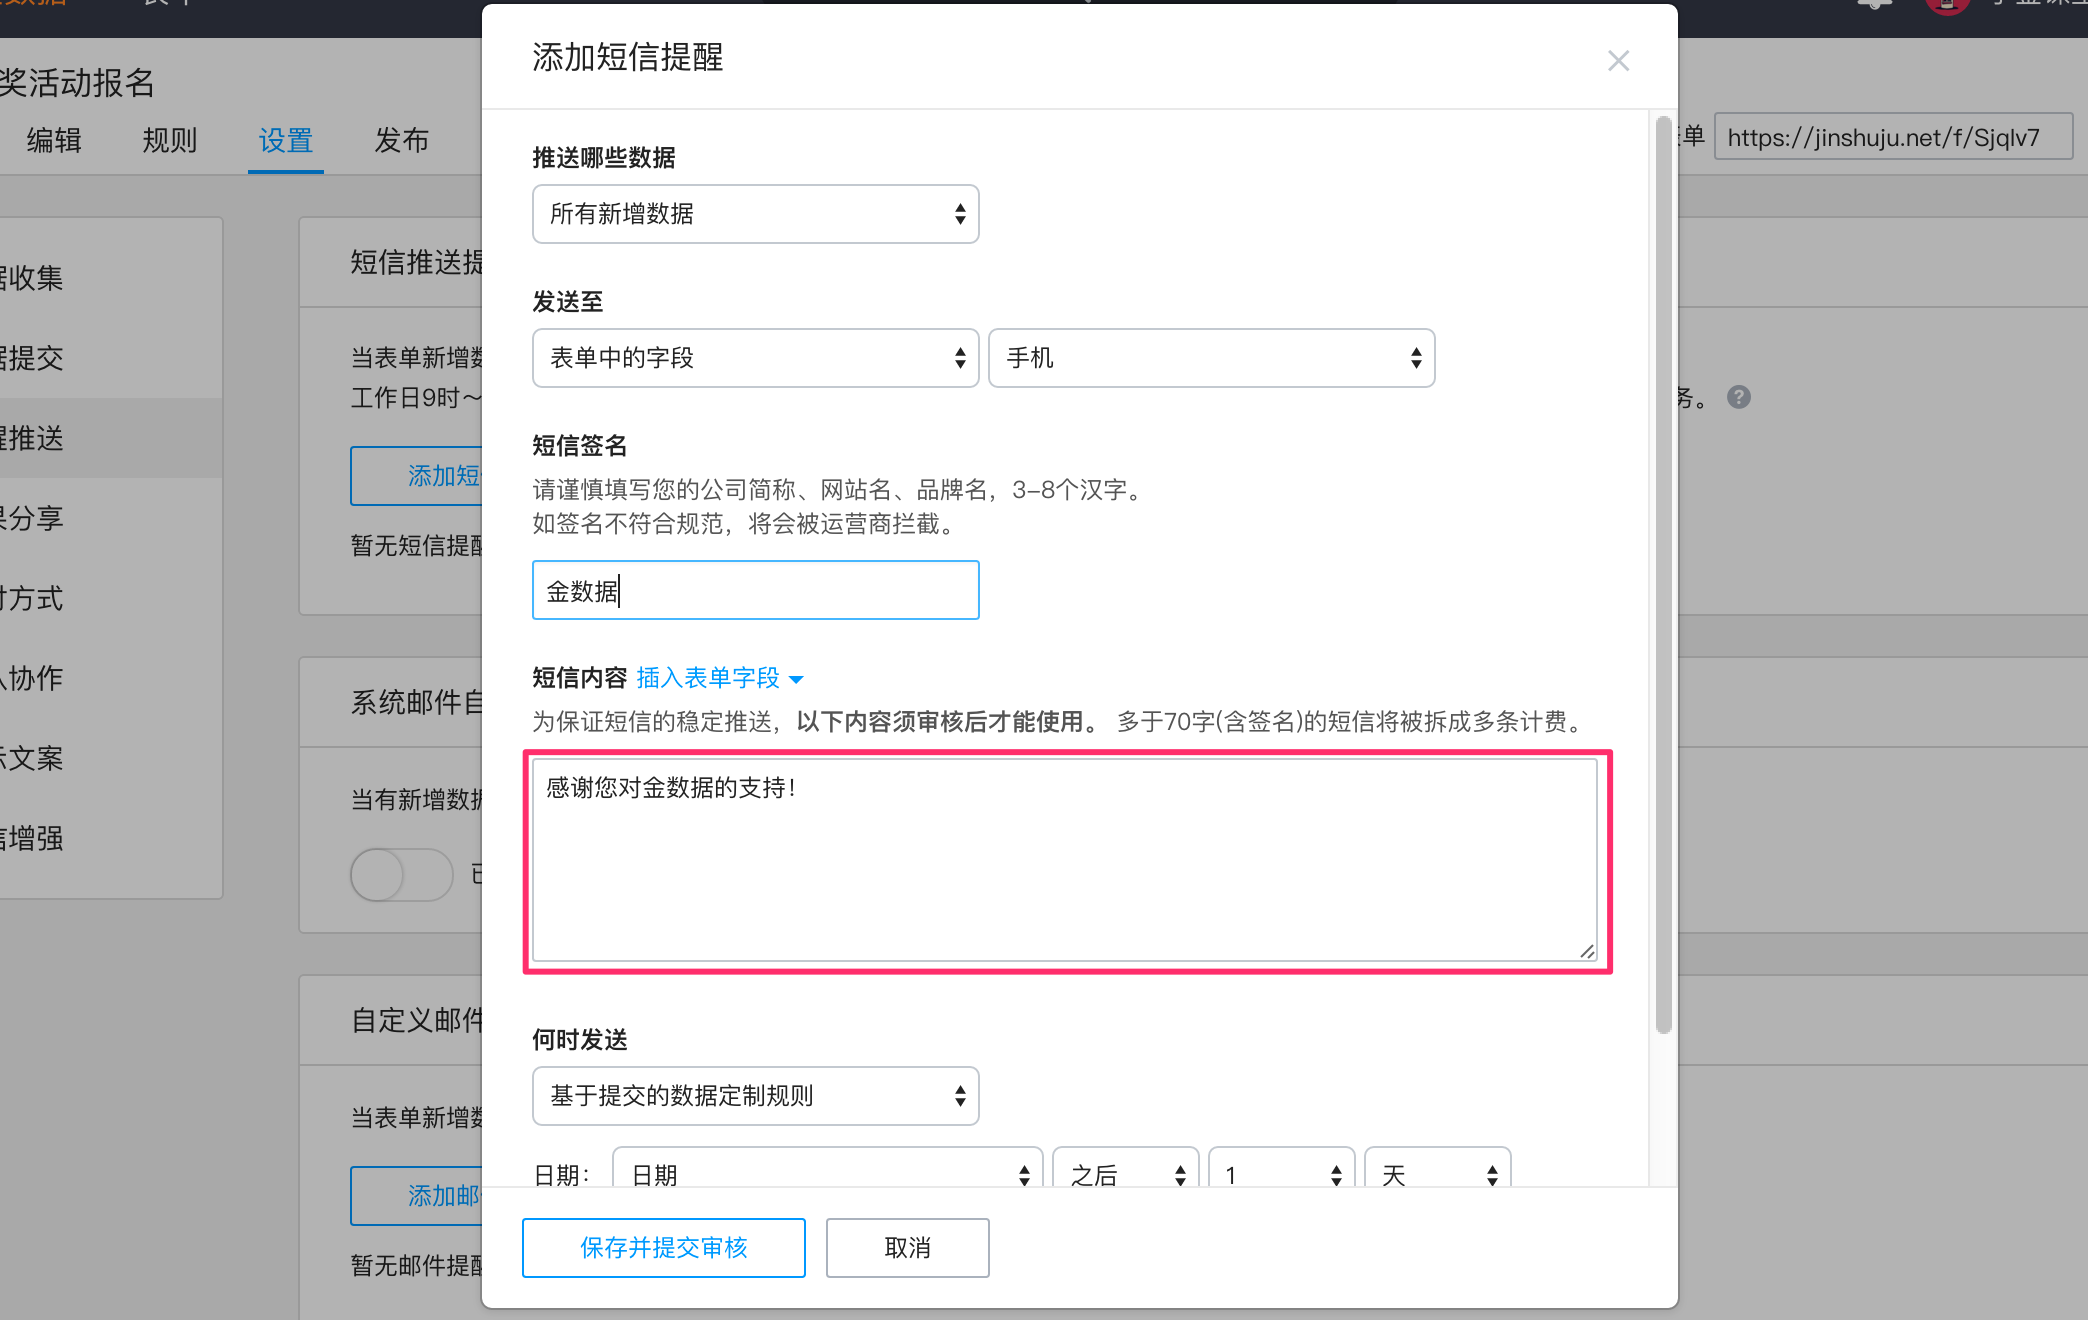 添加短信提醒
奖活动报名
编辑 规则 设置 发布
单 https://jinshuju.net/f/Sjqlv7
推送哪些数据
所有新增数据
发送至
表单中的字段 手机
短信签名
请谨慎填写您的公司简称、网站名、品牌名，3-8个汉字。
如签名不符合规范，将会被运营商拦截。
金数据
短信内容 插入表单字段
为保证短信的稳定推送，以下内容须审核后才能使用。 多于70字(含签名)的短信将被拆成多条计费。
感谢您对金数据的支持！
何时发送
基于提交的数据定制规则
日期： 日期 之后 1 天
保存并提交审核 取消
收集
提交
推送
分享
方式
协作
文案
增强
短信推送提
当表单新增数
工作日9时～
务。
添加短
暂无短信提醒
系统邮件自
当有新增数据
自定义邮件
当表单新增数
添加邮
暂无邮件提醒